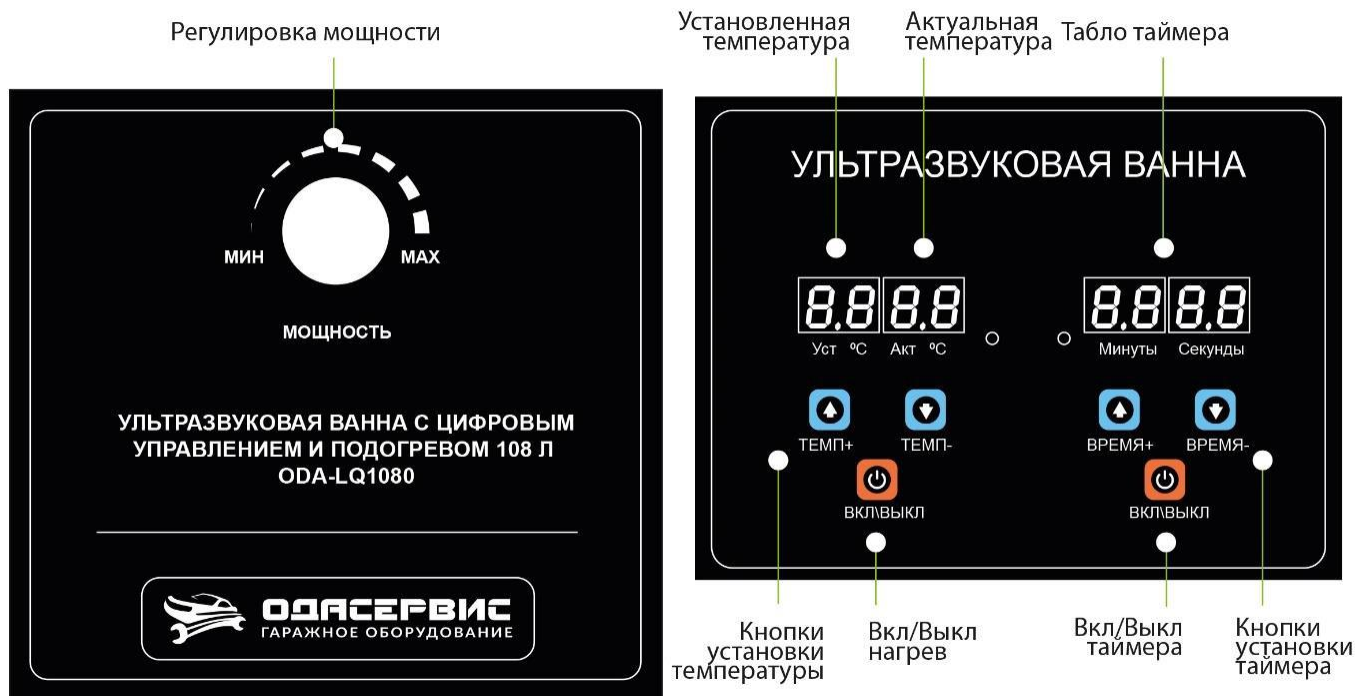 Регулировка мощности
МИН
MAX
МОЩНОСТЬ
УЛЬТРАЗВУКОВАЯ ВАННА С ЦИФРОВЫМ
УПРАВЛЕНИЕМ И ПОДОГРЕВОМ 108 Л
ODA-LQ1080
ОДАСЕРВИС
ГАРАЖНОЕ ОБОРУДОВАНИЕ
Установленная
температура
Актуальная
температура
Табло таймера
УЛЬТРАЗВУКОВАЯ ВАННА
8.8
8.8
8.8
8.8
Уст ºC
Акт ºC
Минуты
Секунды
ТЕМП+
ТЕМП-
ВРЕМЯ+
ВРЕМЯ-
ВКЛ\ВЫКЛ
ВКЛ\ВЫКЛ
Кнопки
установки
температуры
Вкл/Выкл
нагрев
Вкл/Выкл
таймера
Кнопки
установки
таймера